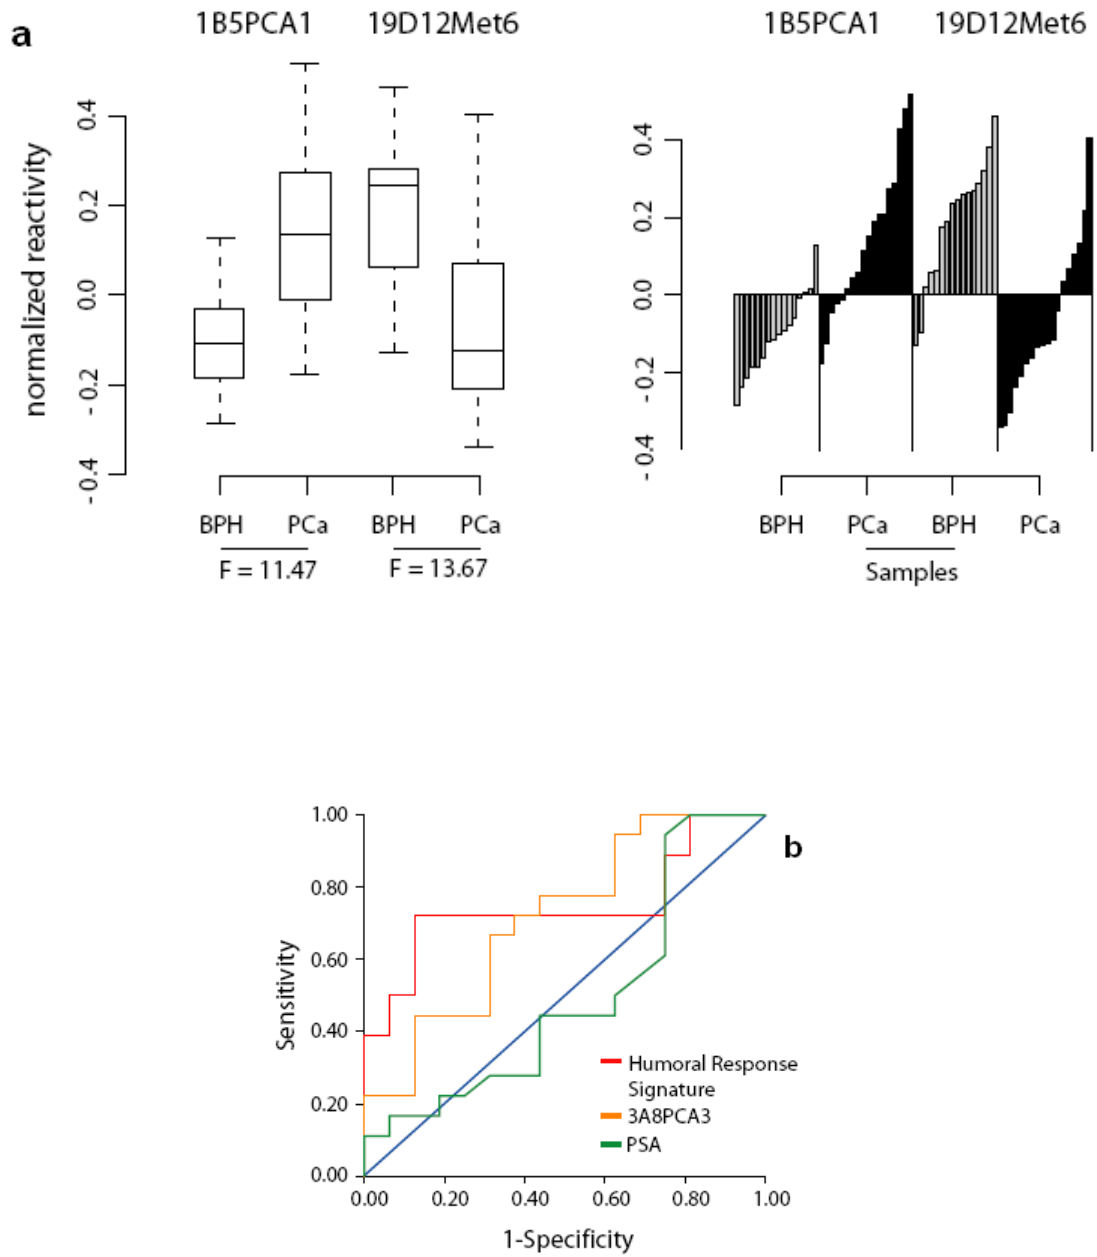 a
1B5PCA1 19D12Met6
normalized reactivity
0.4
0.2
0.0
- 0.2
- 0.4
BPH PCa BPH PCa
F = 11.47 F = 13.67
1B5PCA1 19D12Met6
0.4
0.2
0.0
- 0.2
- 0.4
BPH PCa BPH PCa
Samples
b
Sensitivity
1.00
0.80
0.60
0.40
0.20
0.00
0.00 0.20 0.40 0.60 0.80 1.00
1-Specificity
Humoral Response
Signature
3A8PCA3
PSA